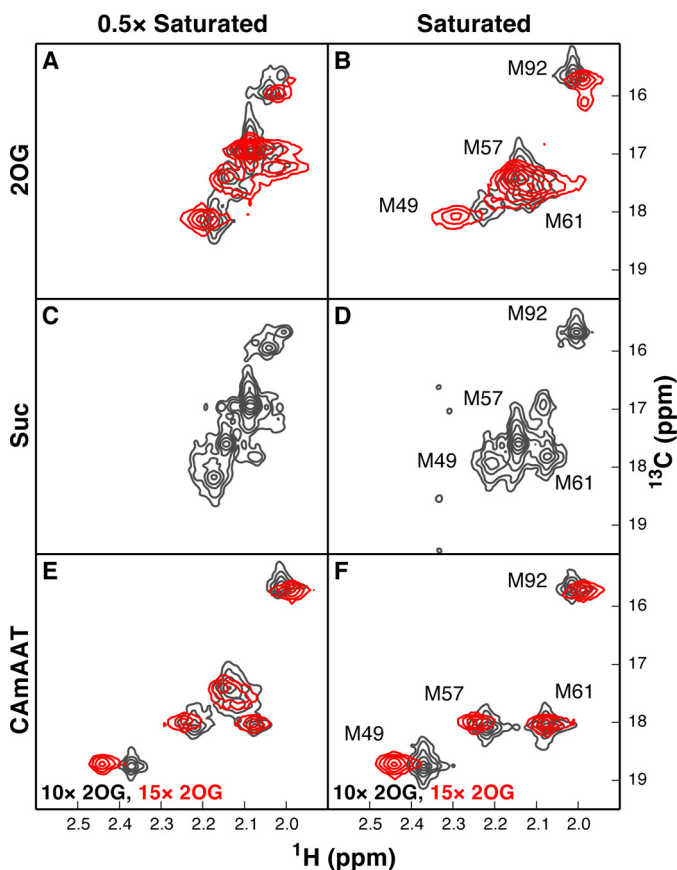 0.5× Saturated
Saturated
A
B
M92
M57
M49
M61
16
17
18
19
2OG
C
D
M92
M57
M49
M61
16
17
18
19
Suc
13C (ppm)
E
F
M92
M57
M61
M49
16
17
18
19
CAmAAT
10× 2OG, 15× 2OG
10× 2OG, 15× 2OG
2.5 2.4 2.3 2.2 2.1 2.0
2.5 2.4 2.3 2.2 2.1 2.0
1H (ppm)